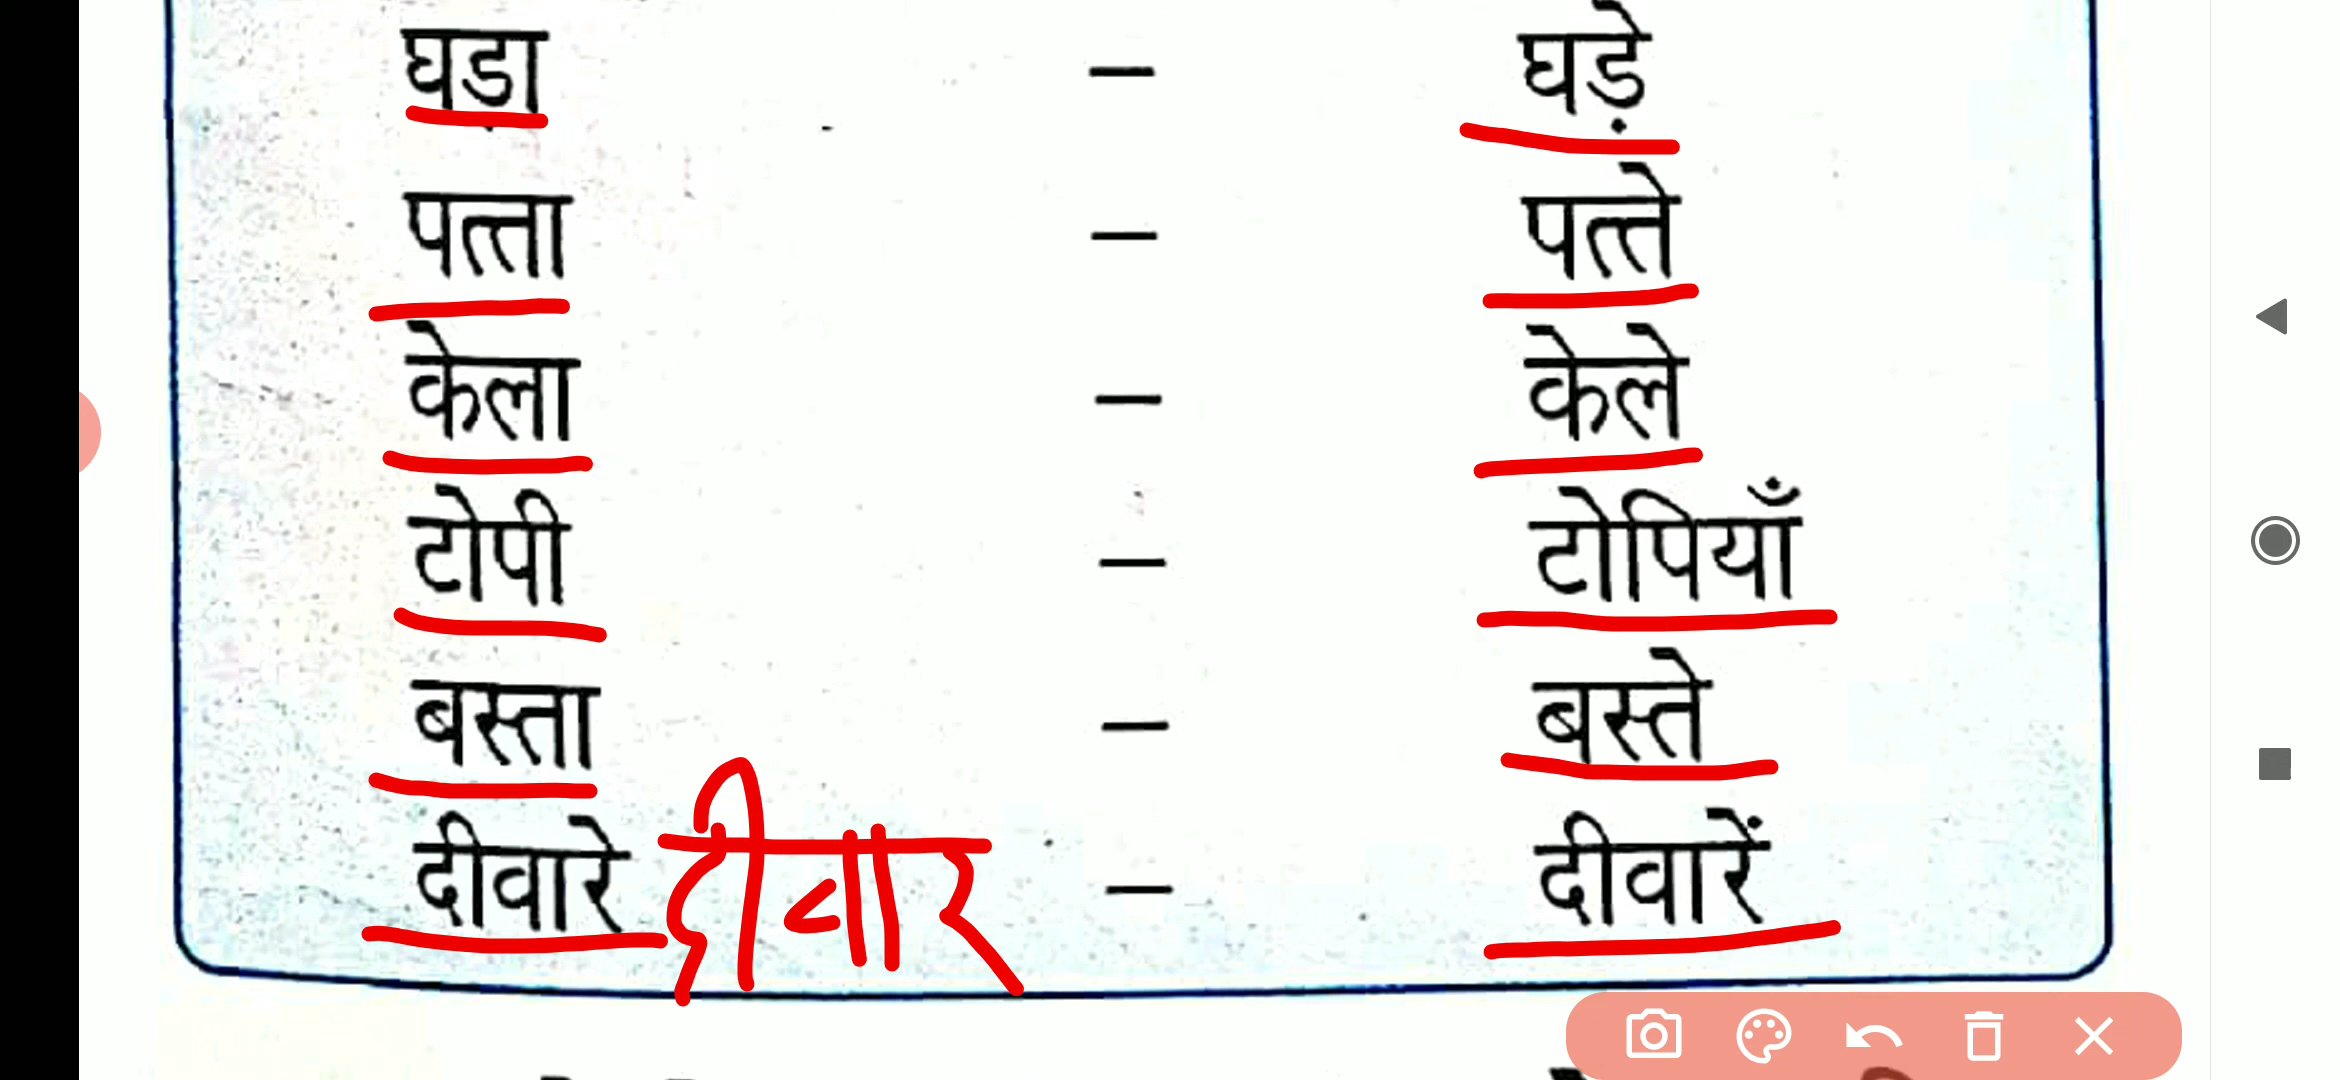 घड़ा – घड़े
पत्ता – पत्ते
केला – केले
टोपी – टोपियाँ
बस्ता – बस्ते
दीवारे दीवार – दीवारें